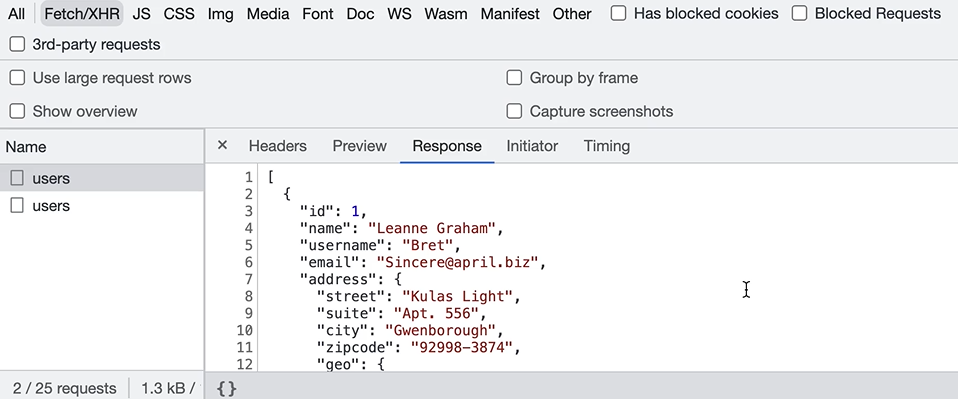 All Fetch/XHR JS CSS Img Media Font Doc WS Wasm Manifest Other Has blocked cookies Blocked Requests
3rd-party requests
Use large request rows Group by frame
Show overview Capture screenshots
Name × Headers Preview Response Initiator Timing
users
users
1 [
2 {
3 "id": 1,
4 "name": "Leanne Graham",
5 "username": "Bret",
6 "email": "Sincere@april.biz",
7 "address": {
8 "street": "Kulas Light",
9 "suite": "Apt. 556",
10 "city": "Gwenborough",
11 "zipcode": "92998-3874",
12 "geo": {
2 / 25 requests 1.3 kB / {}